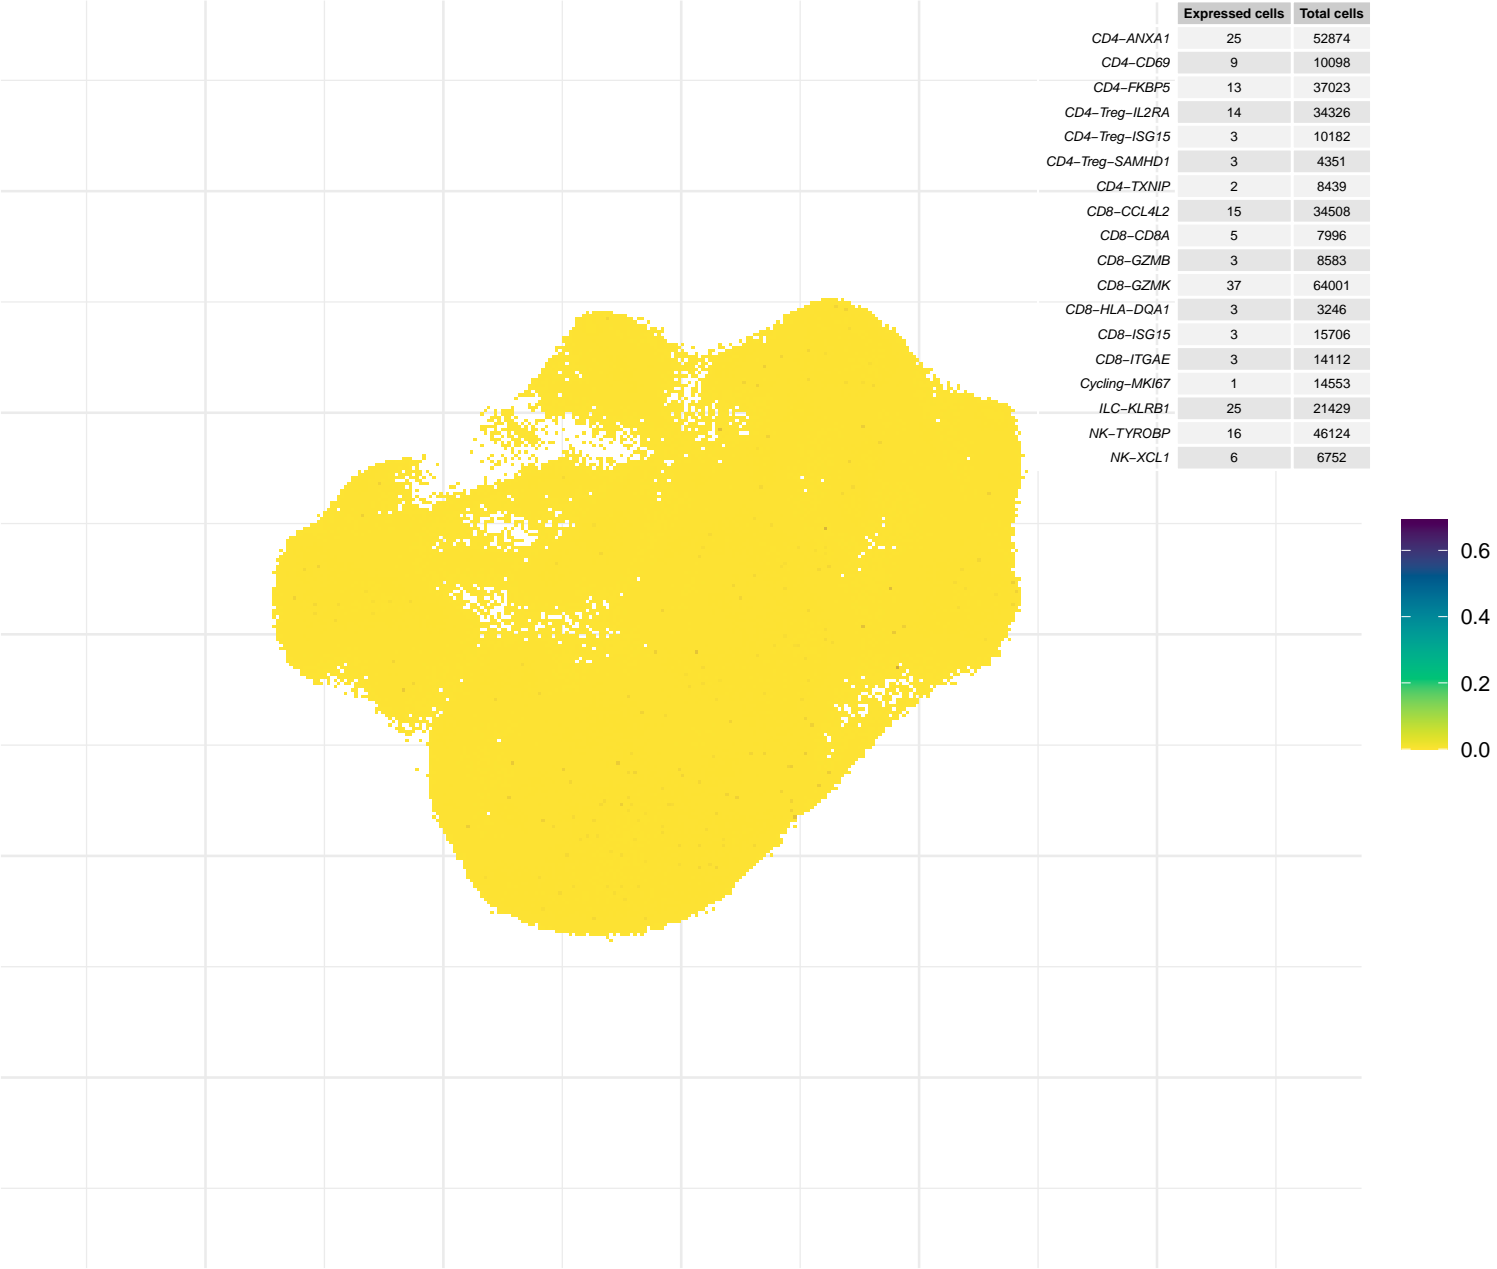 Expressed cells Total cells
CD4−ANXA1 25 52874
CD4−CD69 9 10098
CD4−FKBP5 13 37023
CD4−Treg−IL2RA 14 34326
CD4−Treg−ISG15 3 10182
CD4−Treg−SAMHD1 3 4351
CD4−TXNIP 2 8439
CD8−CCL4L2 15 34508
CD8−CD8A 5 7996
CD8−GZMB 3 8583
CD8−GZMK 37 64001
CD8−HLA−DQA1 3 3246
CD8−ISG15 3 15706
CD8−ITGAE 3 14112
Cycling−MKI67 1 14553
ILC−KLRB1 25 21429
NK−TYROBP 16 46124
NK−XCL1 6 6752
0.6
0.4
0.2
0.0